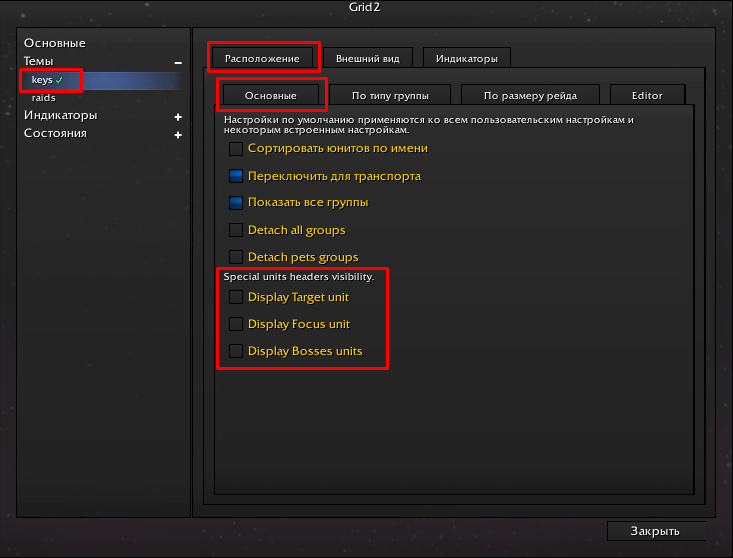 Grid2
Основные
Темы
keys
raids
Индикаторы
Состояния
Расположение
Внешний вид
Индикаторы
Основные
По типу группы
По размеру рейда
Editor
Настройки по умолчанию применяются ко всем пользовательским настройкам и
некоторым встроенным настройкам.
Сортировать юнитов по имени
Переключить для транспорта
Показать все группы
Detach all groups
Detach pets groups
Special units headers visibility.
Display Target unit
Display Focus unit
Display Bosses units
Закрыть